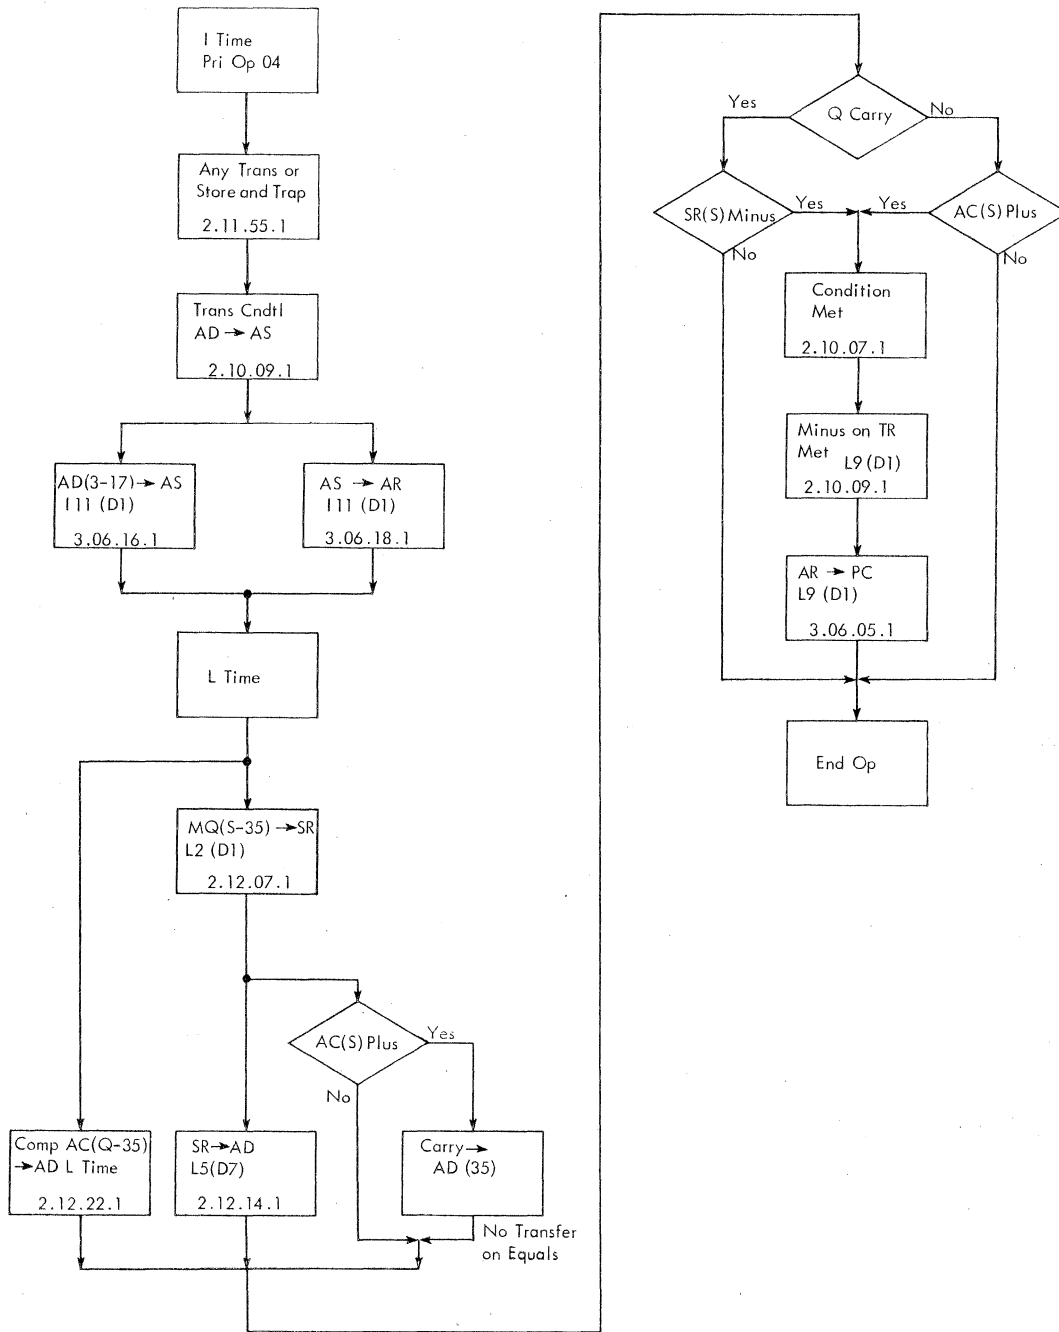 I Time
Pri Op 04
Any Trans or
Store and Trap
2.11.55.1
Trans Cndtl
AD → AS
2.10.09.1
AD(3-17) → AS
I11 (D1)
3.06.16.1
AS → AR
I11 (D1)
3.06.18.1
L Time
MQ(S-35) → SR
L2 (D1)
2.12.07.1
AC(S) Plus
Yes
No
Comp AC(Q-35)
→ AD L Time
2.12.22.1
SR → AD
L5(D7)
2.12.14.1
Carry →
AD (35)
No Transfer
on Equals
Q Carry
Yes
No
SR(S) Minus
Yes
No
AC(S) Plus
Yes
No
Condition
Met
2.10.07.1
Minus on TR
Met L9 (D1)
2.10.09.1
AR → PC
L9 (D1)
3.06.05.1
End Op